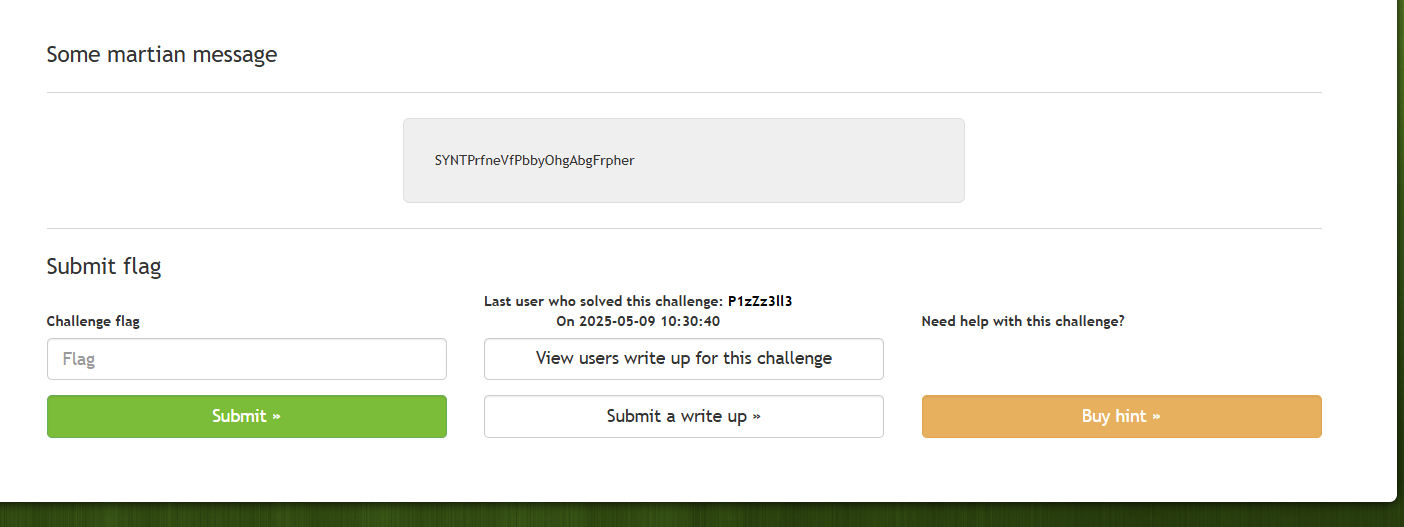 Some martian message
SYNTPrfneVfPbbyOhgAbgFrpher
Submit flag
Last user who solved this challenge: P1zZz3ll3
On 2025-05-09 10:30:40
Challenge flag
Need help with this challenge?
Flag
View users write up for this challenge
Submit »
Submit a write up »
Buy hint »